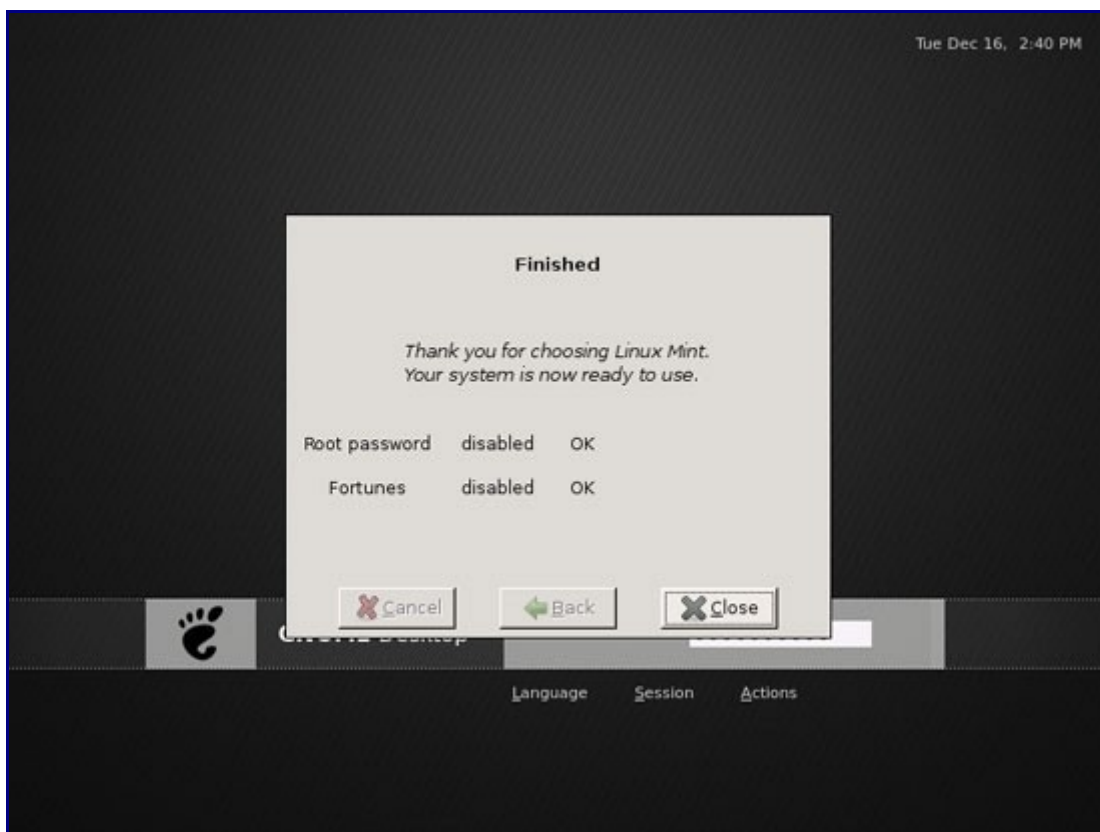 Tue Dec 16, 2:40 PM
Finished
Thank you for choosing Linux Mint.
Your system is now ready to use.
Root password disabled OK
Fortunes disabled OK
Cancel Back Close
Language Session Actions